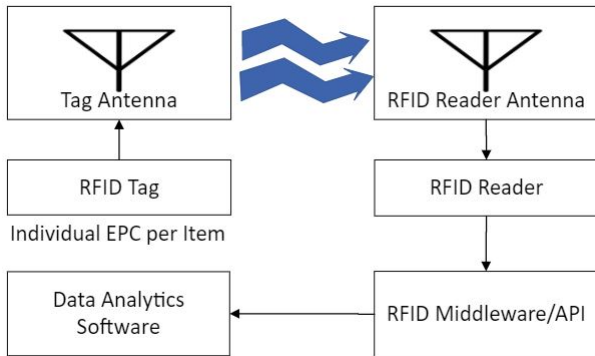 Tag Antenna
RFID Reader Antenna
RFID Tag
RFID Reader
Individual EPC per Item
Data Analytics
Software
RFID Middleware/API